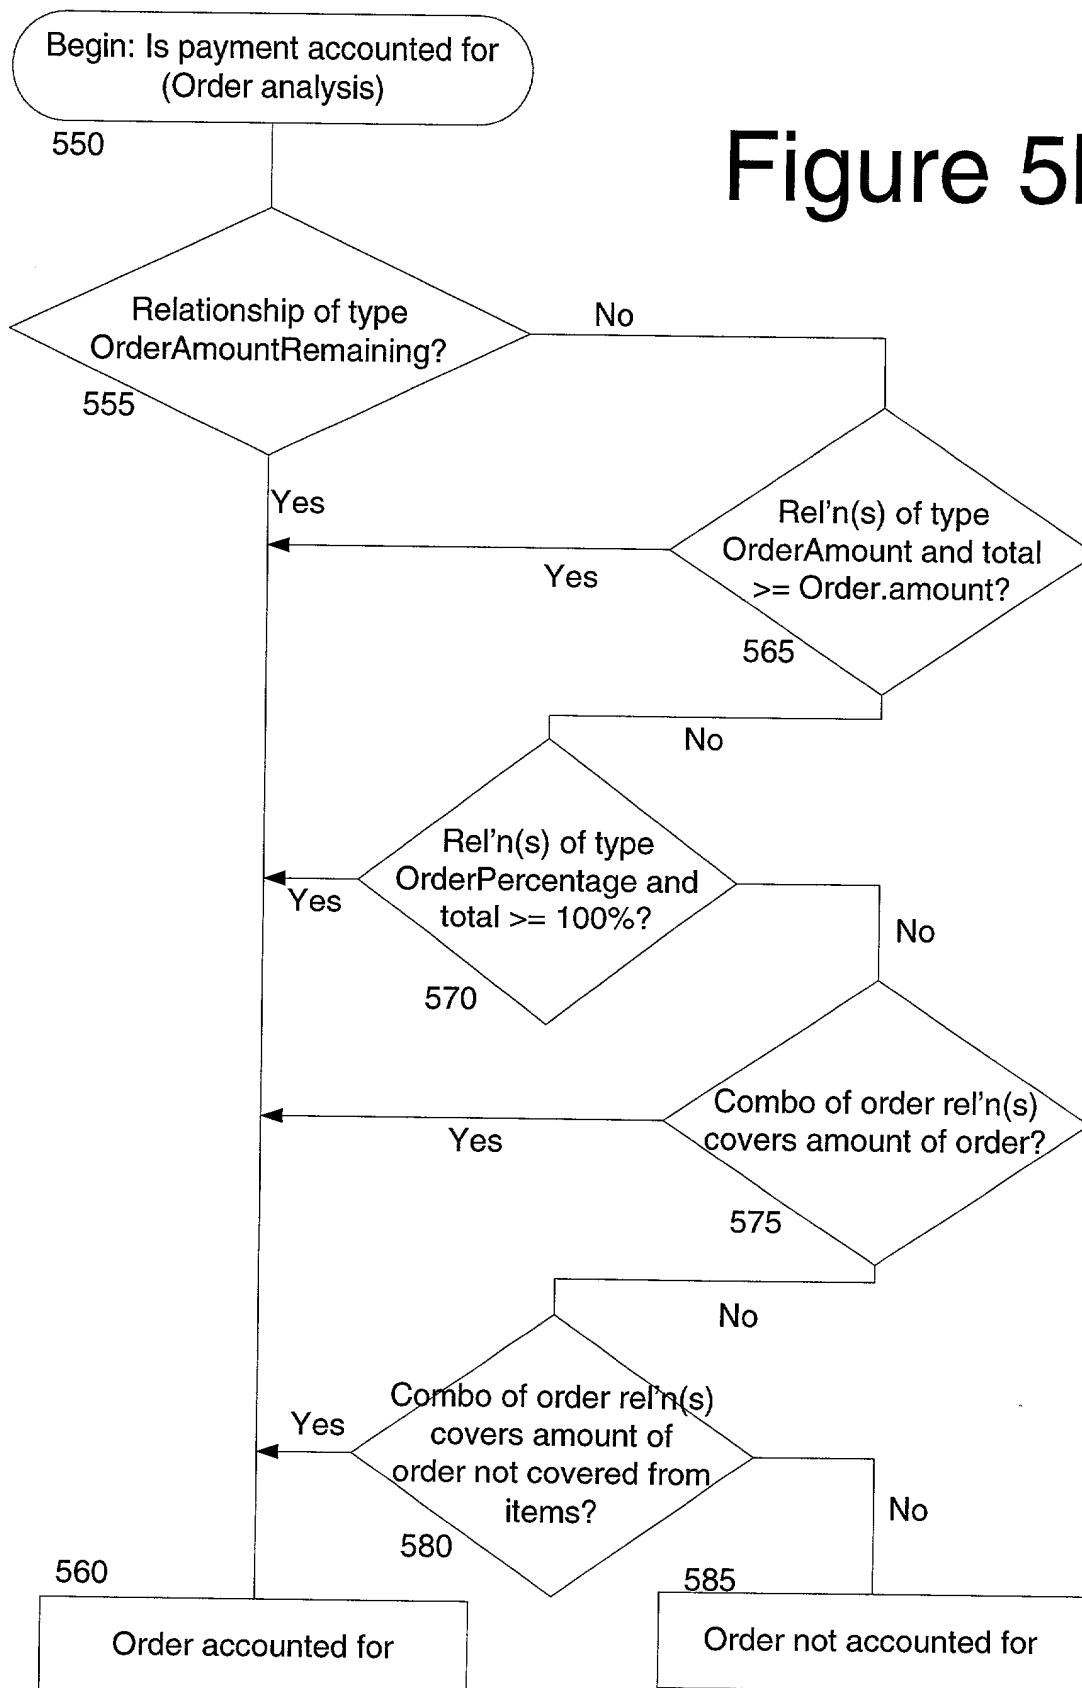 Begin: Is payment accounted for
(Order analysis)
550
Figure 5
Relationship of type
OrderAmountRemaining?
555
No
Yes
Rel'n(s) of type
OrderAmount and total
>= Order.amount?
Yes
565
No
Rel'n(s) of type
OrderPercentage and
total >= 100%?
Yes
570
No
Combo of order rel'n(s)
covers amount of order?
Yes
575
No
Combo of order rel'n(s)
covers amount of
order not covered from
items?
Yes
580
No
560
585
Order accounted for
Order not accounted for